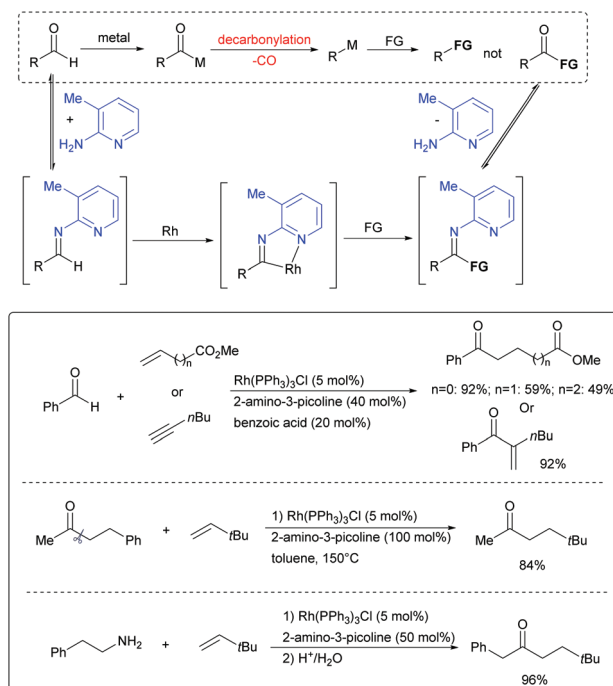 O
R H
metal
O
R M
decarbonylation
-CO
R M
FG
R FG
not
O
R FG
Me
+
H2N N
Me
-
H2N N
Me
N N
R H
Rh
Me
N N
R Rh
FG
Me
N N
R FG
O
Ph H
+
( )n CO2Me
or
nBu
Rh(PPh3)3Cl (5 mol%)
2-amino-3-picoline (40 mol%)
benzoic acid (20 mol%)
O O
Ph ( )n OMe
n=0: 92%; n=1: 59%; n=2: 49%
Or
O nBu
Ph
92%
O
Me Ph
+
tBu
1) Rh(PPh3)3Cl (5 mol%)
2-amino-3-picoline (100 mol%)
toluene, 150°C
O
Me tBu
84%
Ph NH2
+
tBu
1) Rh(PPh3)3Cl (5 mol%)
2-amino-3-picoline (50 mol%)
2) H+/H2O
O
Ph tBu
96%